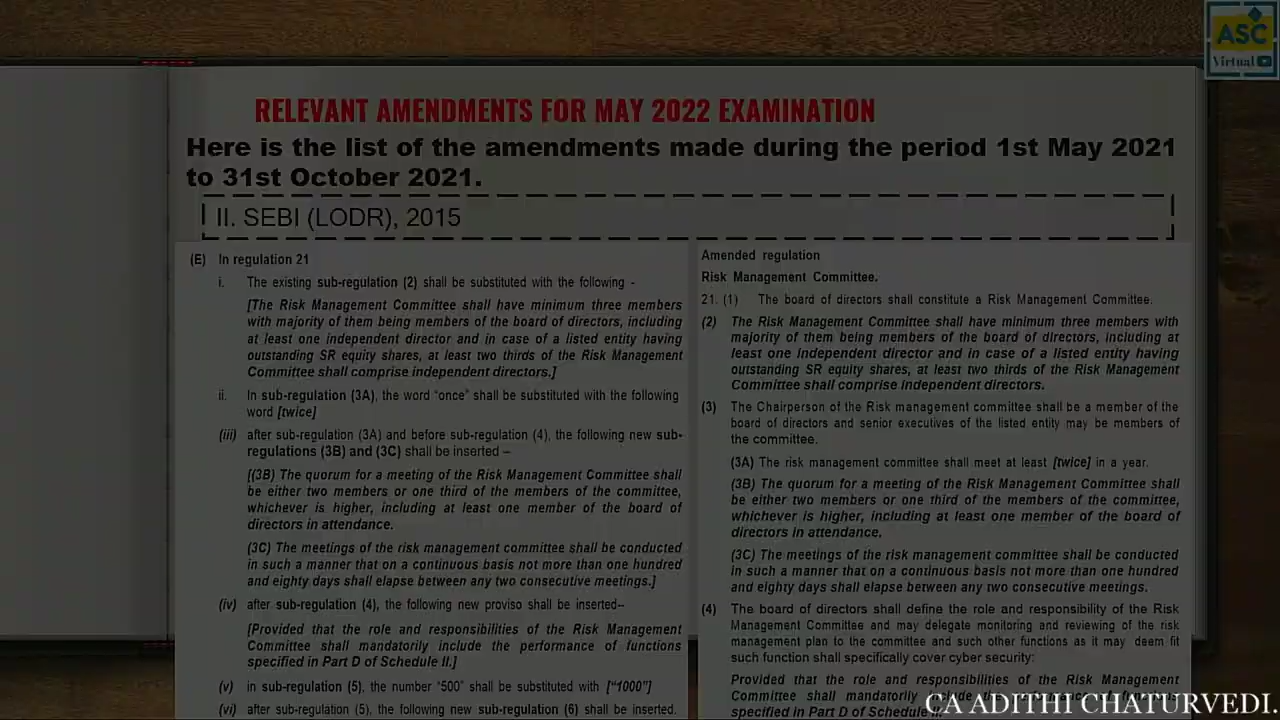 ASC
Virtual
RELEVANT AMENDMENTS FOR MAY 2022 EXAMINATION
Here is the list of the amendments made during the period 1st May 2021
to 31st October 2021.
II. SEBI (LODR), 2015
(E) In regulation 21
i. The existing sub-regulation (2) shall be substituted with the following -
[The Risk Management Committee shall have minimum three members
with majority of them being members of the board of directors, including
at least one independent director and in case of a listed entity having
outstanding SR equity shares, at least two thirds of the Risk Management
Committee shall comprise independent directors.]
ii. In sub-regulation (3A), the word "once" shall be substituted with the following
word [twice]
(iii) after sub-regulation (3A) and before sub-regulation (4), the following new sub-
regulations (3B) and (3C) shall be inserted –
[(3B) The quorum for a meeting of the Risk Management Committee shall
be either two members or one third of the members of the committee,
whichever is higher, including at least one member of the board of
directors in attendance.
(3C) The meetings of the risk management committee shall be conducted
in such a manner that on a continuous basis not more than one hundred
and eighty days shall elapse between any two consecutive meetings.]
(iv) after sub-regulation (4), the following new proviso shall be inserted–
[Provided that the role and responsibilities of the Risk Management
Committee shall mandatorily include the performance of functions
specified in Part D of Schedule II.]
(v) in sub-regulation (5), the number "500" shall be substituted with ["1000"]
(vi) after sub-regulation (5), the following new sub-regulation (6) shall be inserted.
Amended regulation
Risk Management Committee.
21. (1) The board of directors shall constitute a Risk Management Committee.
(2) The Risk Management Committee shall have minimum three members with
majority of them being members of the board of directors, including at
least one independent director and in case of a listed entity having
outstanding SR equity shares, at least two thirds of the Risk Management
Committee shall comprise independent directors.
(3) The Chairperson of the Risk management committee shall be a member of the
board of directors and senior executives of the listed entity may be members of
the committee.
(3A) The risk management committee shall meet at least [twice] in a year.
(3B) The quorum for a meeting of the Risk Management Committee shall
be either two members or one third of the members of the committee,
whichever is higher, including at least one member of the board of
directors in attendance.
(3C) The meetings of the risk management committee shall be conducted
in such a manner that on a continuous basis not more than one hundred
and eighty days shall elapse between any two consecutive meetings.
(4) The board of directors shall define the role and responsibility of the Risk
Management Committee and may delegate monitoring and reviewing of the risk
management plan to the committee and such other functions as it may deem fit
such function shall specifically cover cyber security:
Provided that the role and responsibilities of the Risk Management
Committee shall mandatorily
specified in Part D of Schedule
CA ADITHI CHATURVEDI.